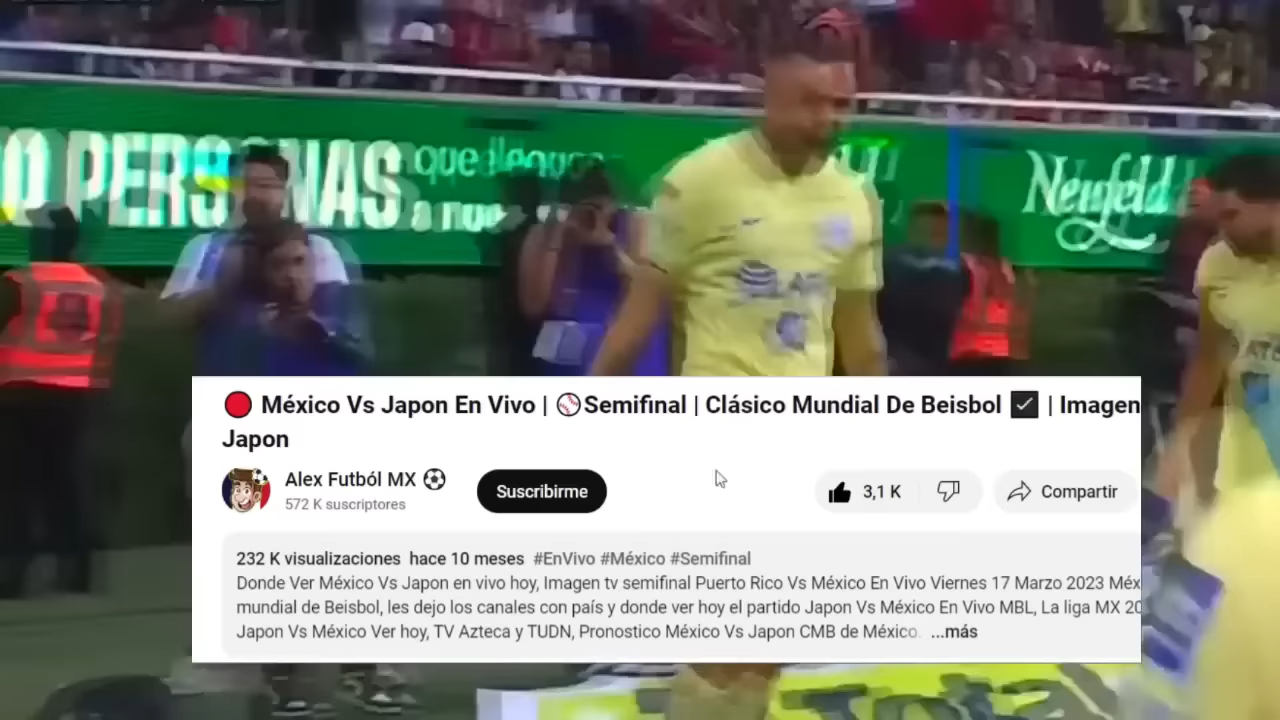 O PERSONAS
que lleguen
a nue
Neufeld
AT&T
🔴 México Vs Japon En Vivo | ⚾Semifinal | Clásico Mundial De Beisbol ☑ | Imagen
Japon
Alex Futból MX ⚽
572 K suscriptores
Suscribirme
3,1 K
Compartir
232 K visualizaciones hace 10 meses #EnVivo #México #Semifinal
Donde Ver México Vs Japon en vivo hoy, Imagen tv semifinal Puerto Rico Vs México En Vivo Viernes 17 Marzo 2023 Méx
mundial de Beisbol, les dejo los canales con país y donde ver hoy el partido Japon Vs México En Vivo MBL, La liga MX 20
Japon Vs México Ver hoy, TV Azteca y TUDN, Pronostico México Vs Japon CMB de México. ...más
Total